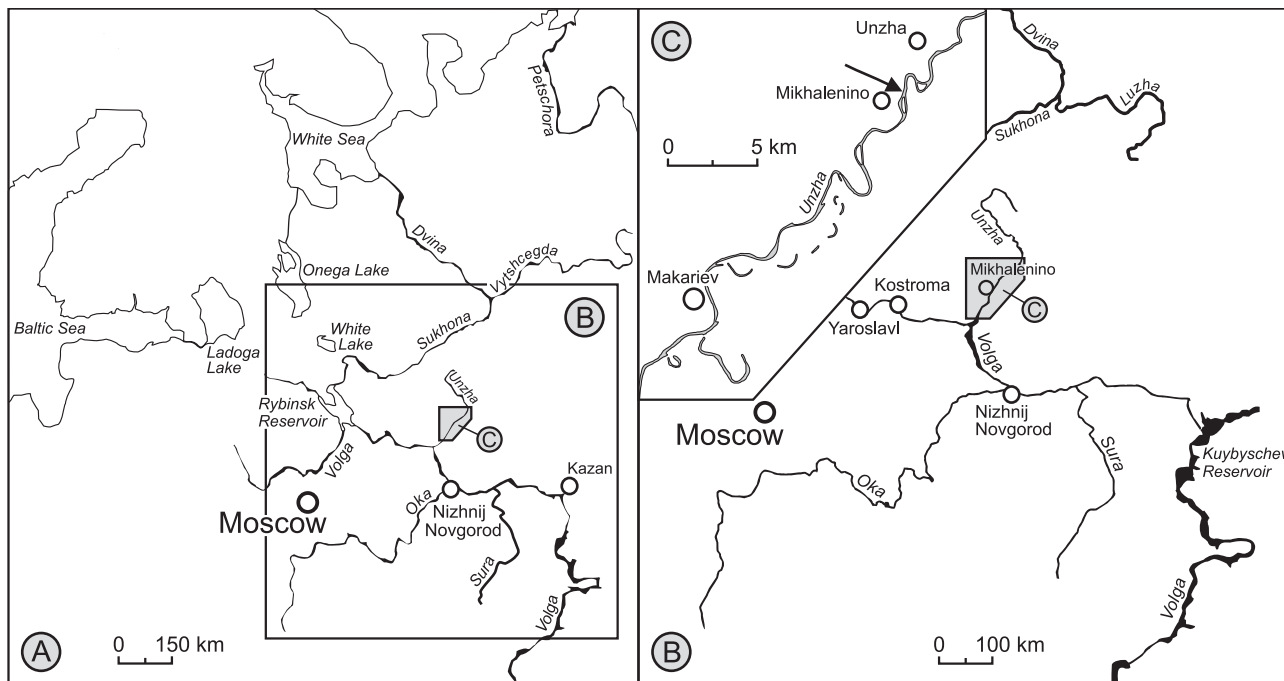 Petschora
White Sea
Dvina
Vytshcegda
Onega Lake
Baltic Sea
Ladoga
Lake
White
Lake
Sukhona
B
Unzha
Rybinsk
Reservoir
C
Volga
Kazan
Oka
Moscow
Nizhnij
Novgorod
Sura
Volga
A
0 150 km
C
Unzha
Mikhalenino
0 5 km
Unzha
Makariev
Dvina
Luzha
Sukhona
Unzha
Mikhalenino
C
Kostroma
Yaroslavl
Volga
Moscow
Nizhnij
Novgorod
Kuybyschev
Reservoir
Sura
Oka
Volga
B
0 100 km